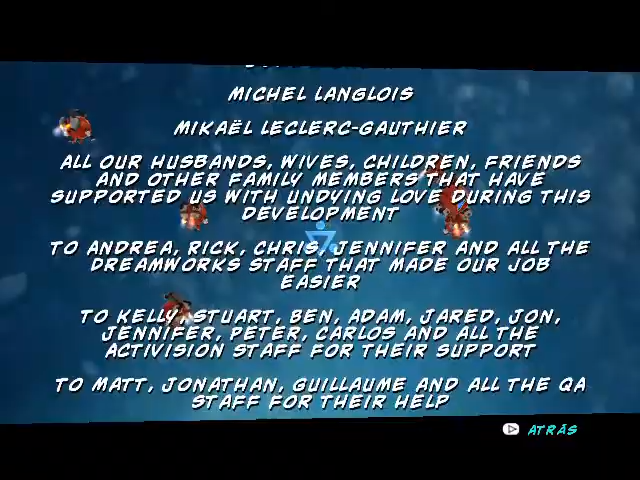 MICHEL LANGLOIS
MIKAËL LECLERC-GAUTHIER
ALL OUR HUSBANDS, WIVES, CHILDREN, FRIENDS
AND OTHER FAMILY MEMBERS THAT HAVE
SUPPORTED US WITH UNDYING LOVE DURING THIS
DEVELOPMENT
TO ANDREA, RICK, CHRIS, JENNIFER AND ALL THE
DREAMWORKS STAFF THAT MADE OUR JOB
EASIER
TO KELLY, STUART, BEN, ADAM, JARED, JON,
JENNIFER, PETER, CARLOS AND ALL THE
ACTIVISION STAFF FOR THEIR SUPPORT
TO MATT, JONATHAN, GUILLAUME AND ALL THE QA
STAFF FOR THEIR HELP
ATRÁS